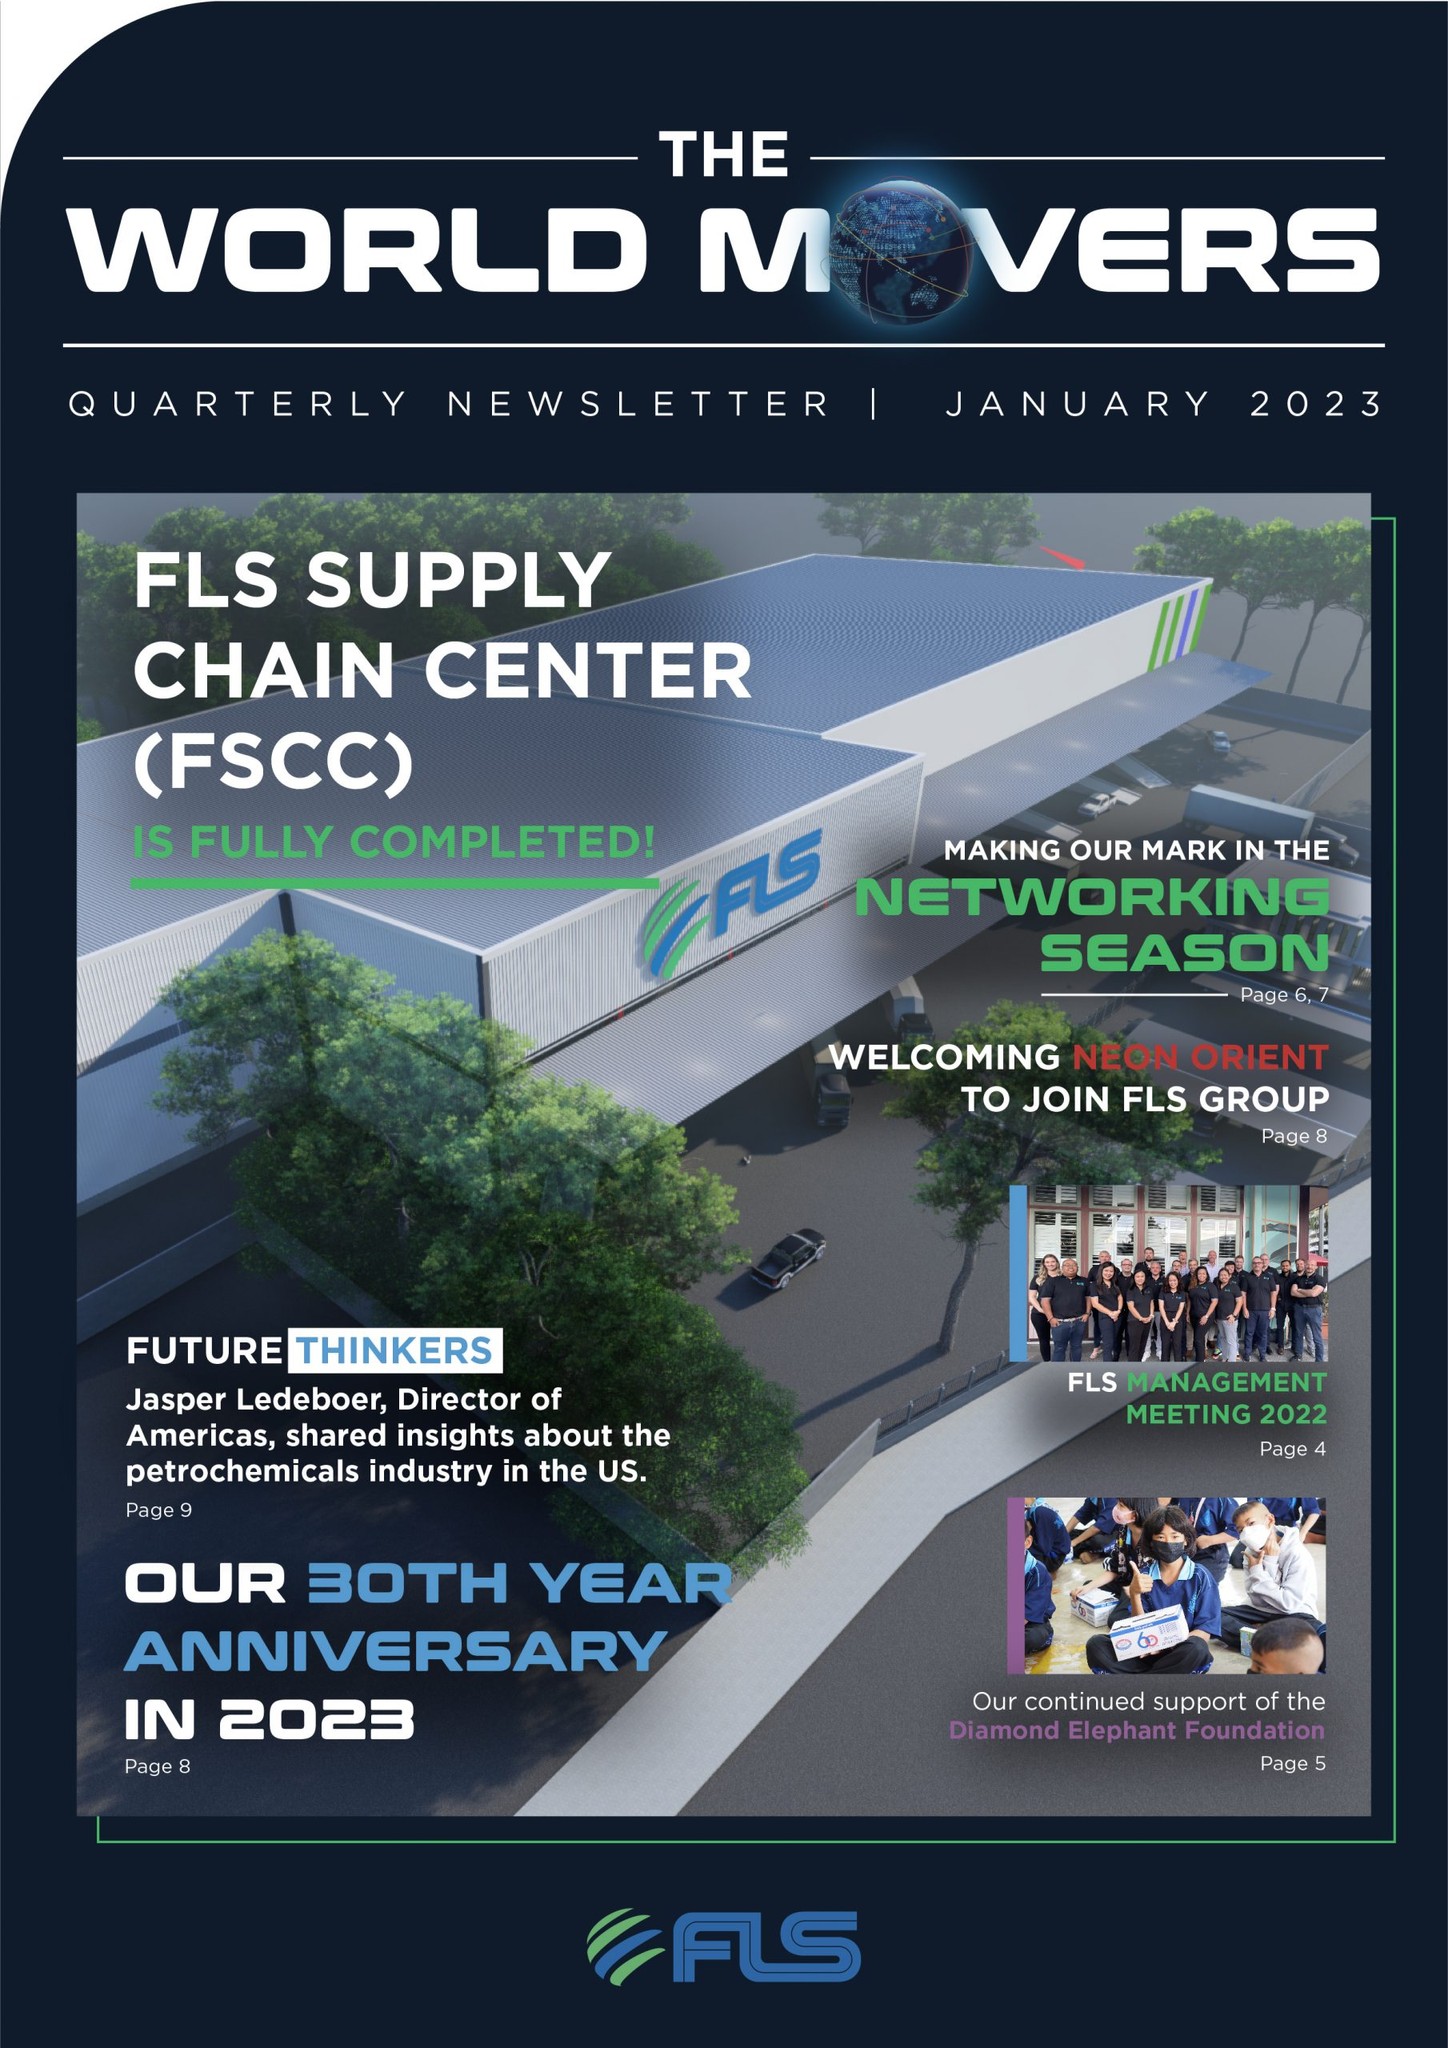 THE
WORLD MOVERS
QUARTERLY NEWSLETTER | JANUARY 2023
FLS SUPPLY
CHAIN CENTER
(FSCC)
IS FULLY COMPLETED!
FLS
MAKING OUR MARK IN THE
NETWORKING
SEASON
Page 6, 7
WELCOMING NEON ORIENT
TO JOIN FLS GROUP
Page 8
FLS MANAGEMENT
MEETING 2022
Page 4
FUTURE THINKERS
Jasper Ledeboer, Director of
Americas, shared insights about the
petrochemicals industry in the US.
Page 9
OUR 30TH YEAR
ANNIVERSARY
IN 2023
Page 8
60
Our continued support of the
Diamond Elephant Foundation
Page 5
FLS